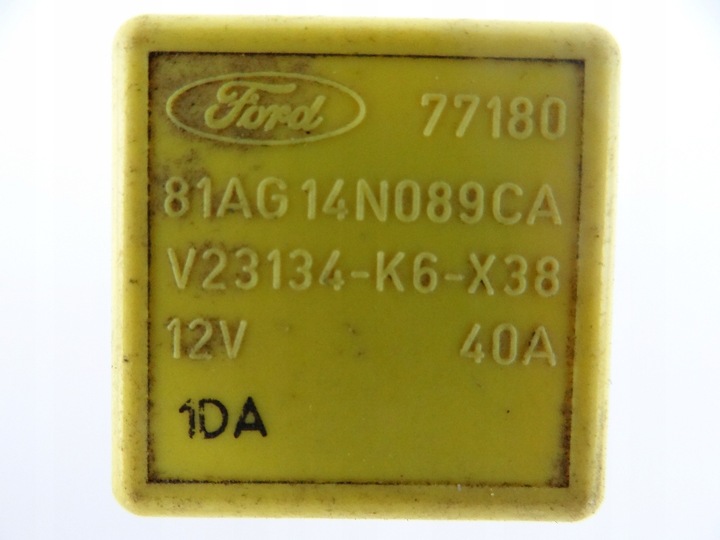 Ford 77180
81AG 14N089CA
V23134-K6-X38
12V 40A
1DA